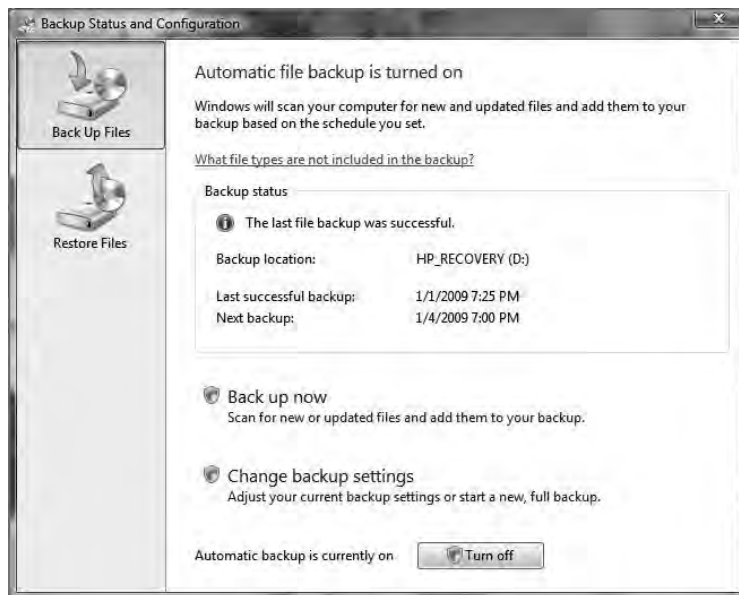 Backup Status and Configuration
Back Up Files
Restore Files
Automatic file backup is turned on
Windows will scan your computer for new and updated files and add them to your
backup based on the schedule you set.
What file types are not included in the backup?
Backup status
The last file backup was successful.
Backup location: HP_RECOVERY (D:)
Last successful backup: 1/1/2009 7:25 PM
Next backup: 1/4/2009 7:00 PM
Back up now
Scan for new or updated files and add them to your backup.
Change backup settings
Adjust your current backup settings or start a new, full backup.
Automatic backup is currently on Turn off